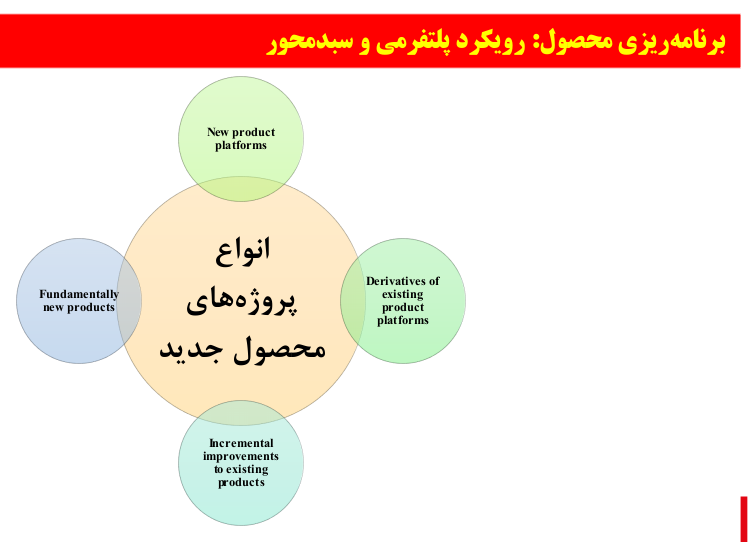 برنامه‌ریزی محصول: رویکرد پلتفرمی و سبدمحور
New product
platforms
انواع
پروژه‌های
محصول جدید
Fundamentally
new products
Derivatives of
existing
product
platforms
Incremental
improvements
to existing
products